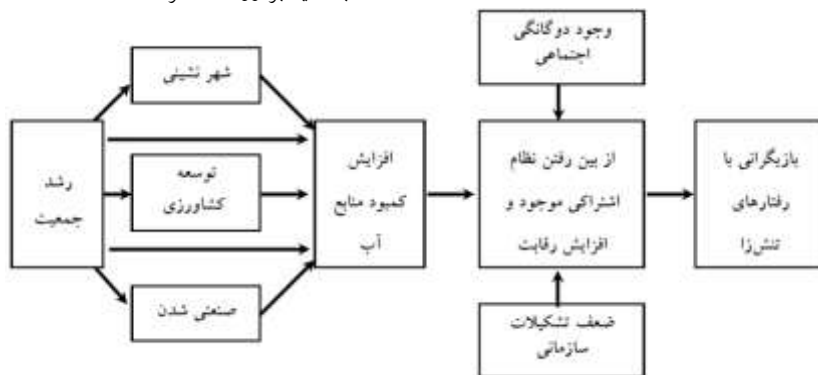 وجود دوگانگی
اجتماعی
شهر نشینی
رشد
جمعیت
توسعه
کشاورزی
افزایش
کمبود منابع
آب
از بین رفتن نظام
اشتراکی موجود و
افزایش رقابت
بازیگرانی با
رفتارهای
تنش‌زا
صنعتی شدن
ضعف تشکیلات
سازمانی